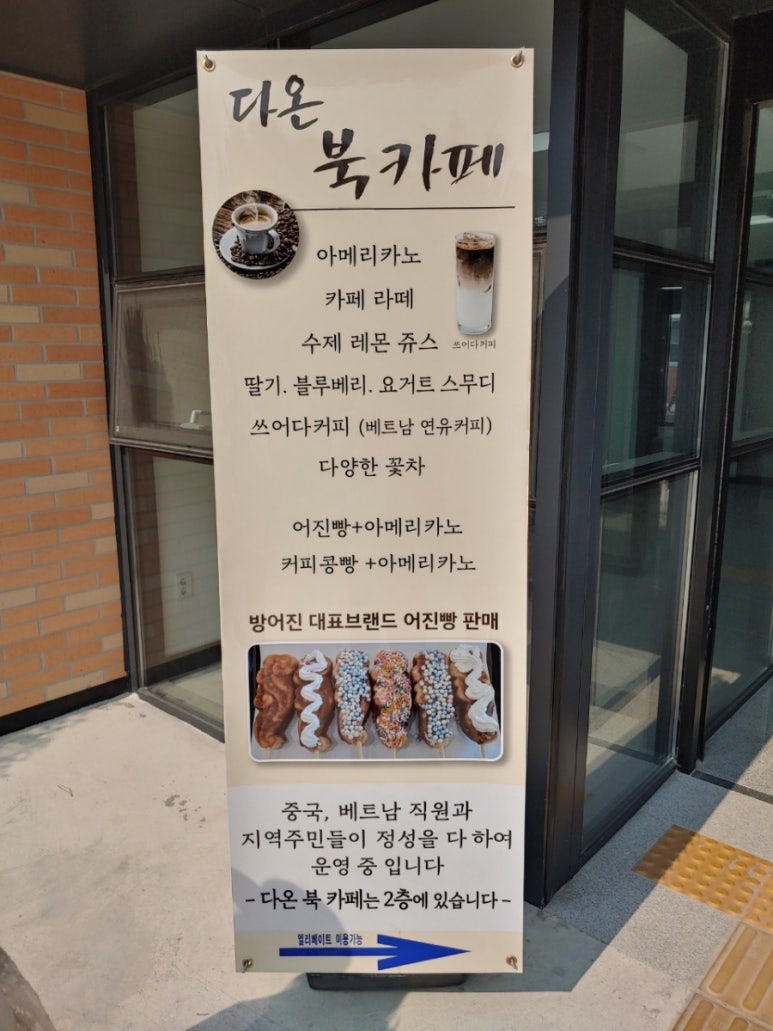 다온
북카페
아메리카노
카페 라떼
수제 레몬 쥬스
쓰어다커피
딸기. 블루베리. 요거트 스무디
쓰어다커피 (베트남 연유커피)
다양한 꽃차
어진빵+아메리카노
커피콩빵 +아메리카노
방어진 대표브랜드 어진빵 판매
중국, 베트남 직원과
지역주민들이 정성을 다 하여
운영 중 입니다
- 다온 북 카페는 2층에 있습니다 -
엘리베이트 이용가능